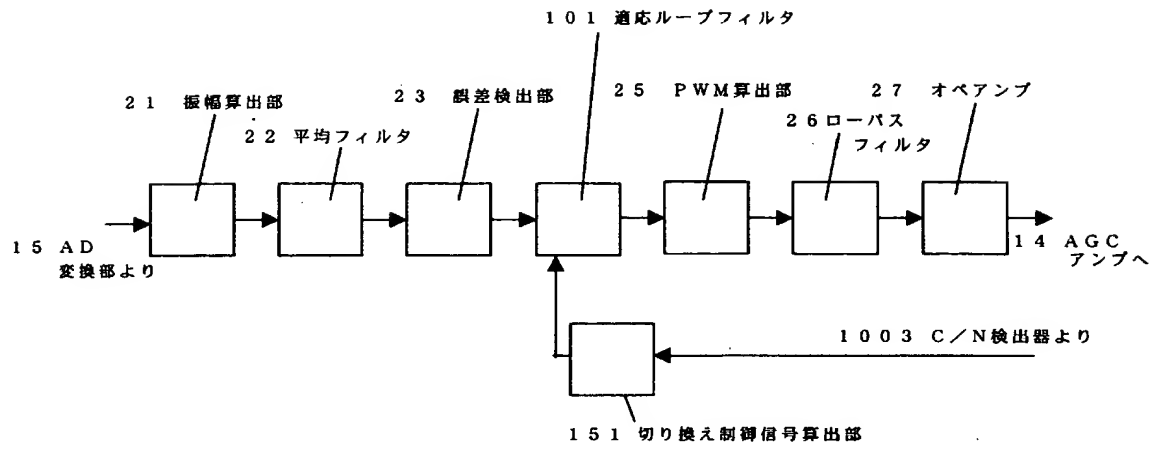 １０１ 適応ループフィルタ
２１ 振幅算出部
２３ 誤差検出部
２５ ＰＷＭ算出部
２７ オペアンプ
２２ 平均フィルタ
２６ローパス
フィルタ
１５ ＡＤ
変換部より
１４ ＡＧＣ
アンプへ
１００３ Ｃ／Ｎ検出器より
１５１ 切り換え制御信号算出部